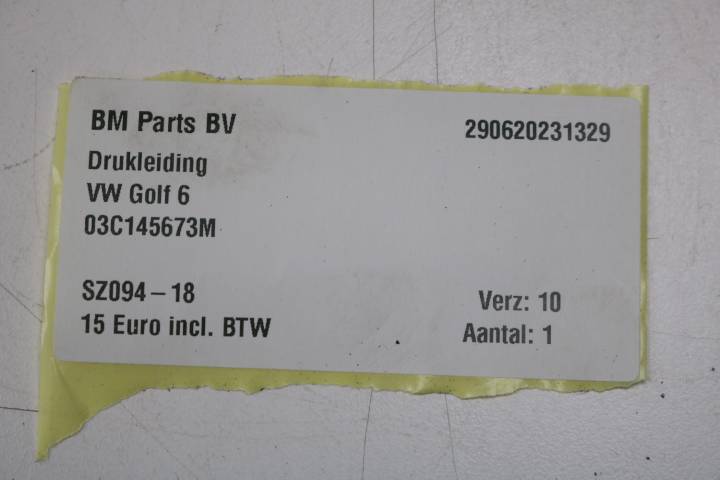 BM Parts BV
290620231329
Drukleiding
VW Golf 6
03C145673M
SZ094-18
Verz: 10
15 Euro incl. BTW
Aantal: 1